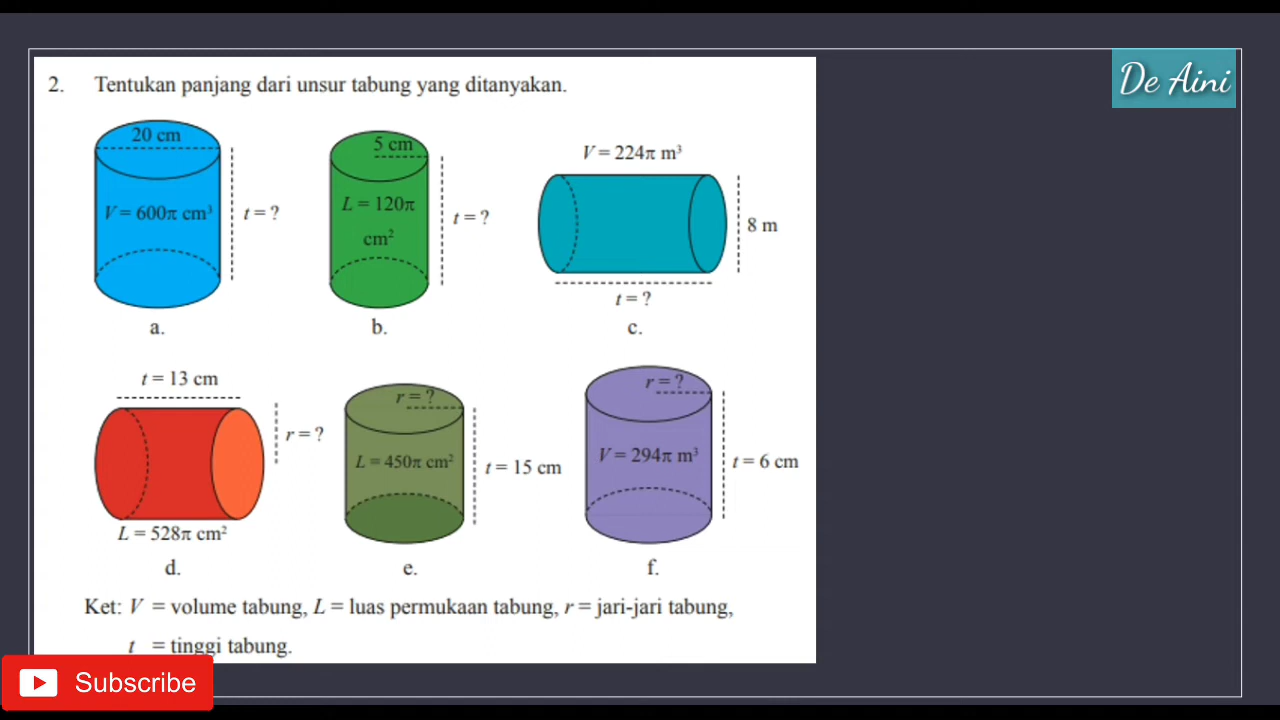 De Aini
2. Tentukan panjang dari unsur tabung yang ditanyakan.
20 cm
V = 600π cm³
t = ?
a.
5 cm
L = 120π
cm²
t = ?
b.
V = 224π m³
8 m
t = ?
c.
t = 13 cm
r = ?
L = 528π cm²
d.
r = ?
L = 450π cm²
t = 15 cm
e.
r = ?
V = 294π m³
t = 6 cm
f.
Ket: V = volume tabung, L = luas permukaan tabung, r = jari-jari tabung,
t = tinggi tabung.
Subscribe